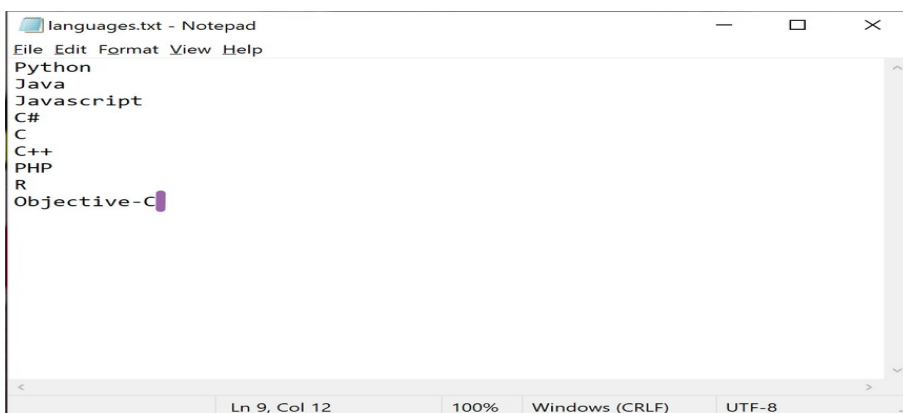 languages.txt - Notepad
File Edit Format View Help
Python
Java
Javascript
C#
C
C++
PHP
R
Objective-C
Ln 9, Col 12 100% Windows (CRLF) UTF-8